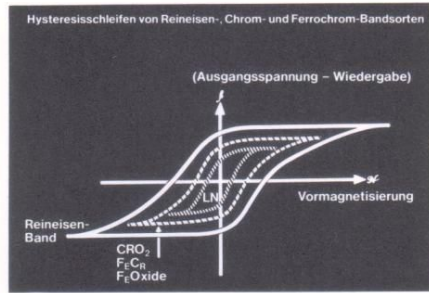 Hysteresisschleifen von Reineisen-, Chrom- und Ferrochrom-Bandsorten
(Ausgangsspannung – Wiedergabe)
LN
Vormagnetisierung
Reineisen-
Band
CRO₂
FECR
FEOxide